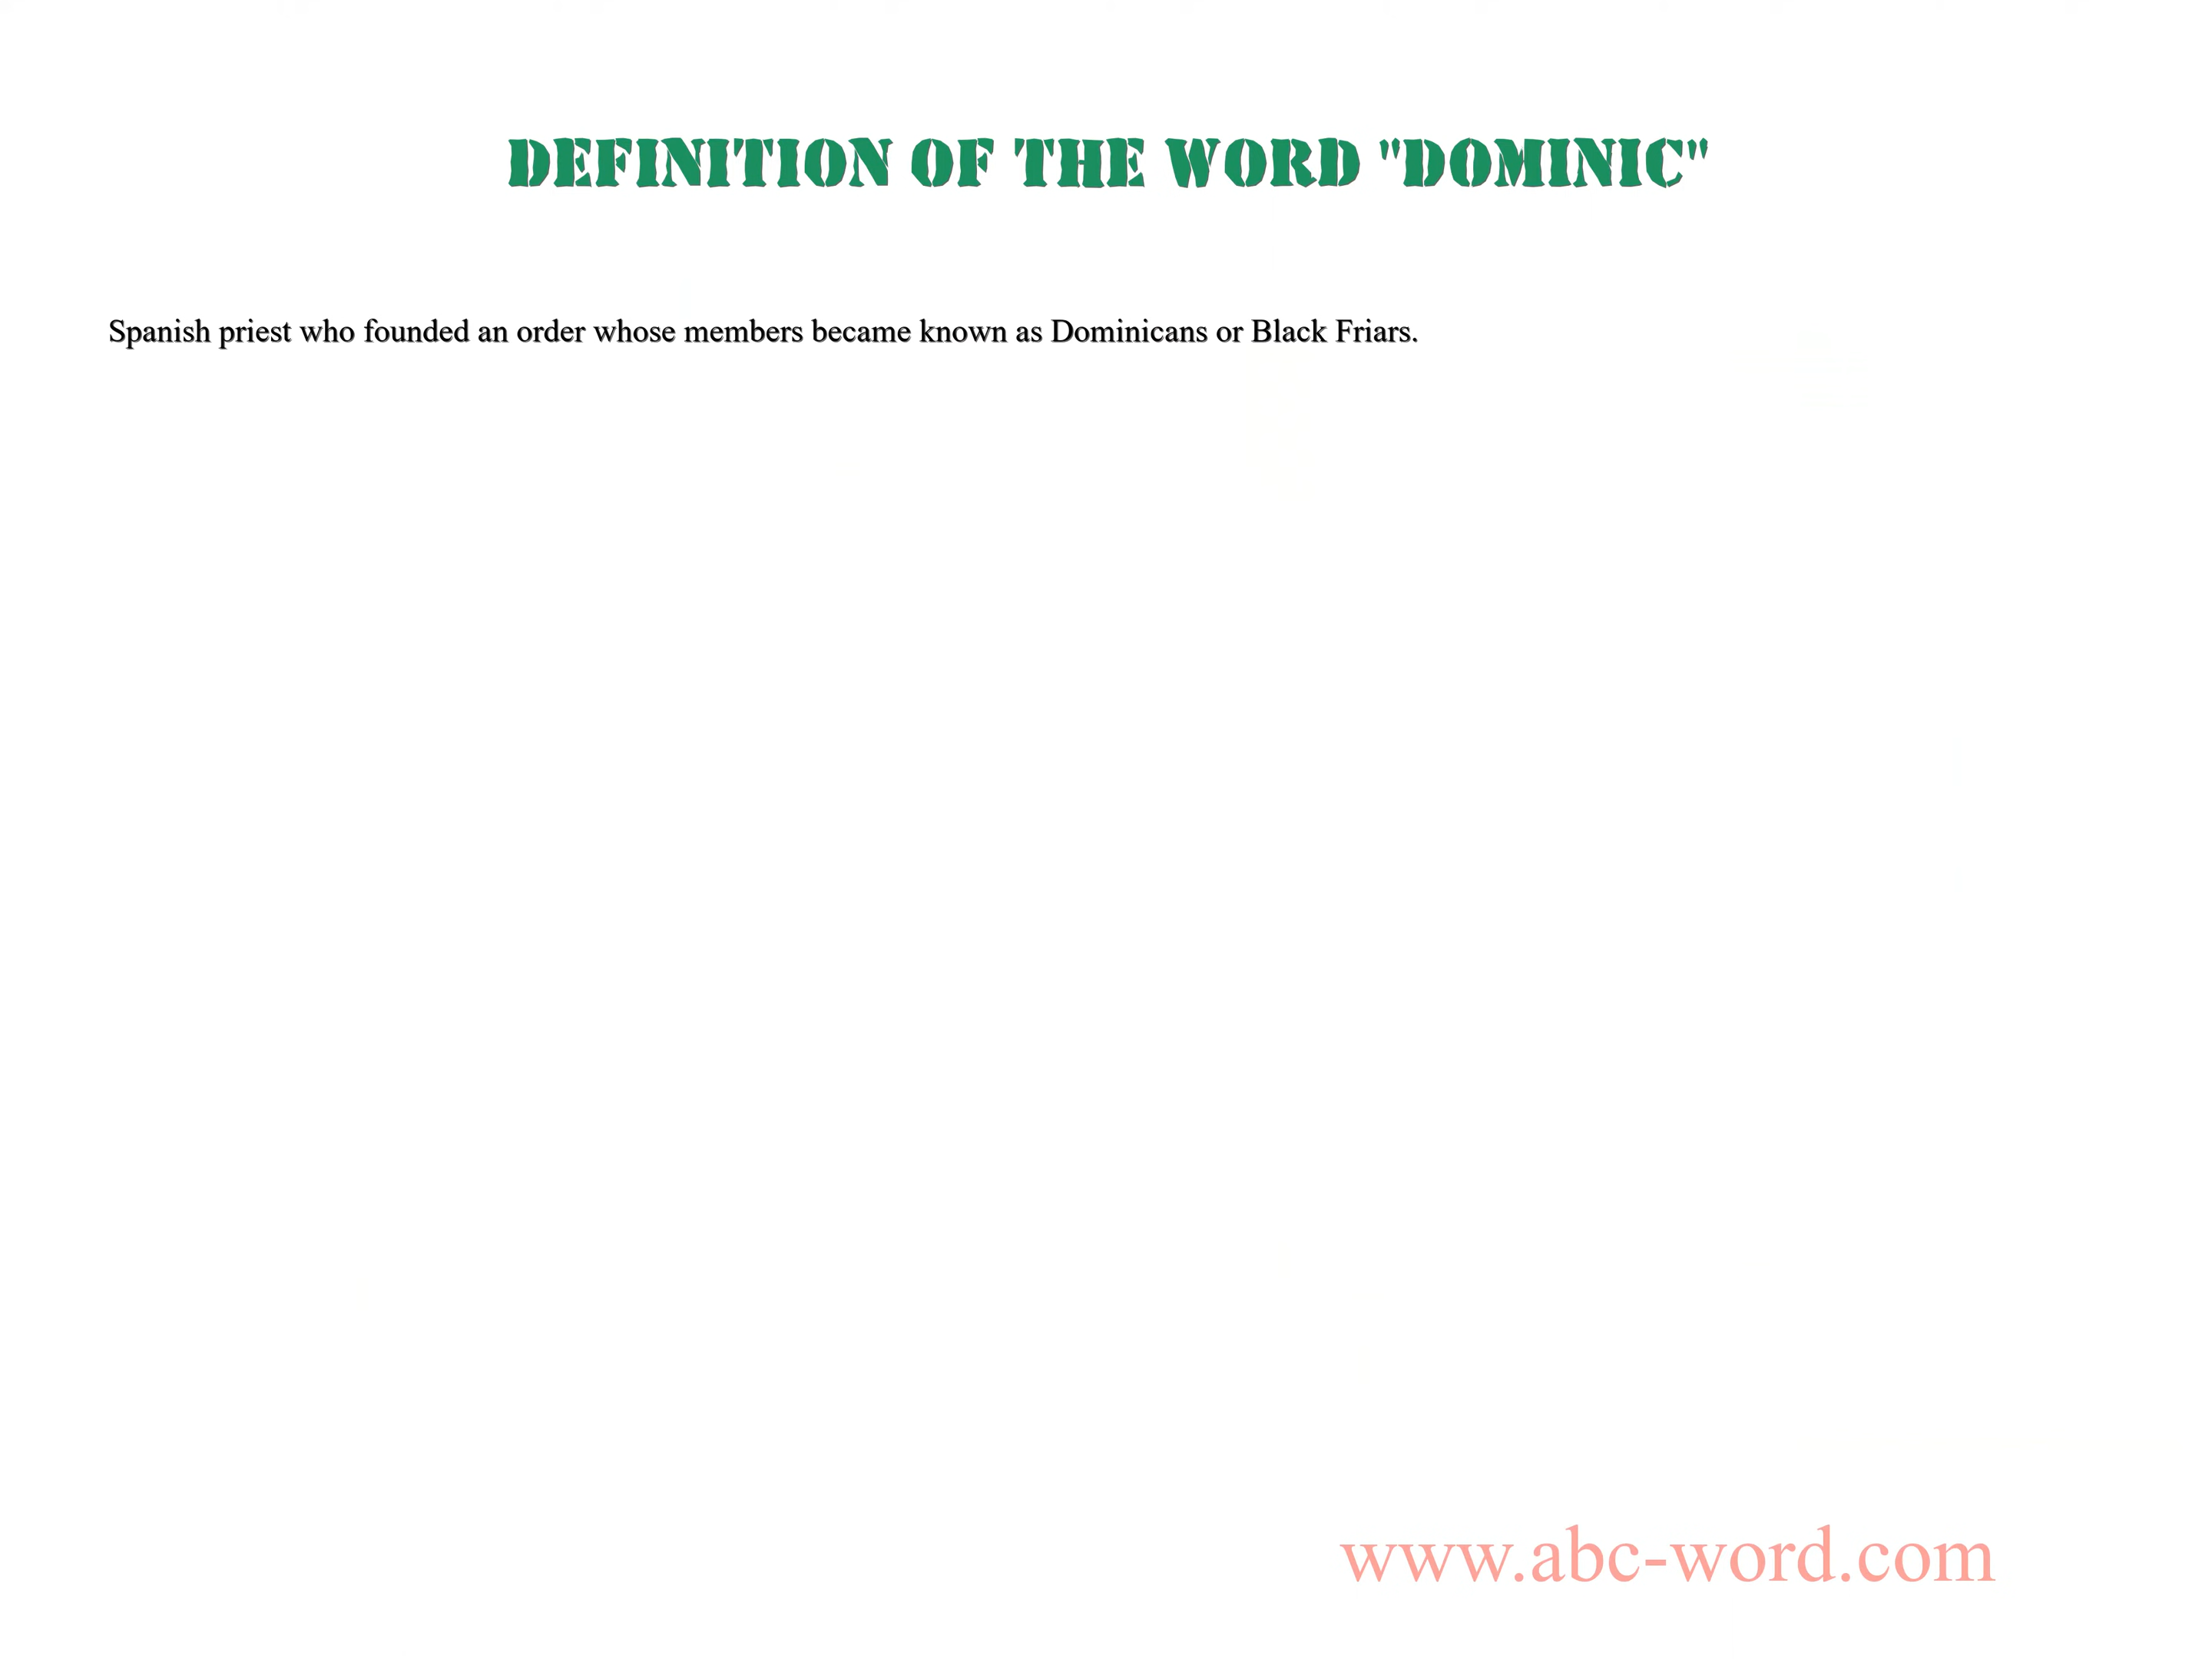 DEFINITION OF THE WORD "DOMINIC"
Spanish priest who founded an order whose members became known as Dominicans or Black Friars.
www.abc-word.com